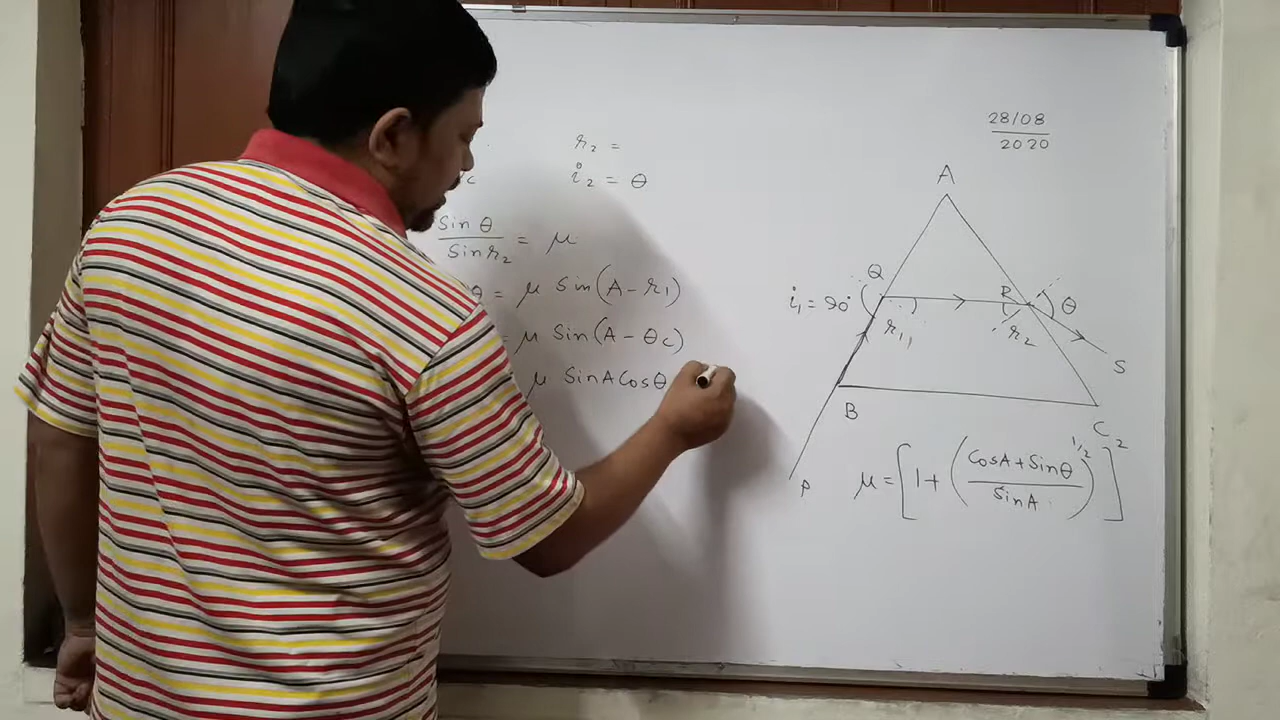 r₂ =
c
i₂ = θ
Sin θ / Sin r₂ = μ
θ = μ Sin(A - r₁)
= μ Sin(A - θc)
μ SinA Cosθ
28/08
2020
A
Q
i₁ = 90°
r₁,
R
θ
r₂
S
B
C
P
μ = [1 + ((CosA + Sinθ) / SinA)^1/2]^2